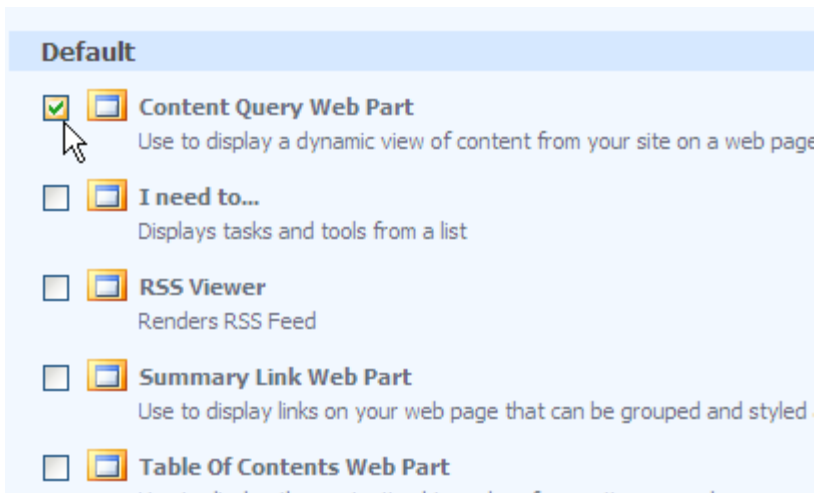 Default
Content Query Web Part
Use to display a dynamic view of content from your site on a web page
I need to...
Displays tasks and tools from a list
RSS Viewer
Renders RSS Feed
Summary Link Web Part
Use to display links on your web page that can be grouped and styled
Table Of Contents Web Part